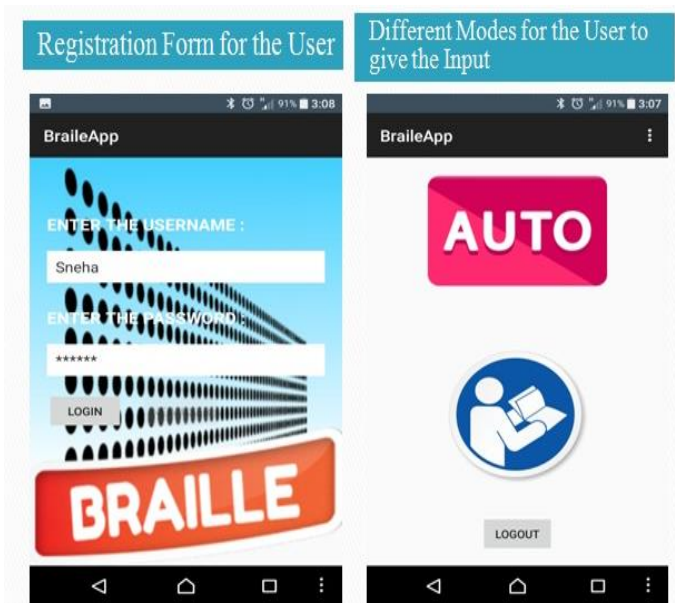 Registration Form for the User
91% 3:08
BraileApp
ENTER THE USERNAME :
Sneha
ENTER THE PASSWORD :
******
LOGIN
BRAILLE
Different Modes for the User to
give the Input
91% 3:07
BraileApp
AUTO
LOGOUT